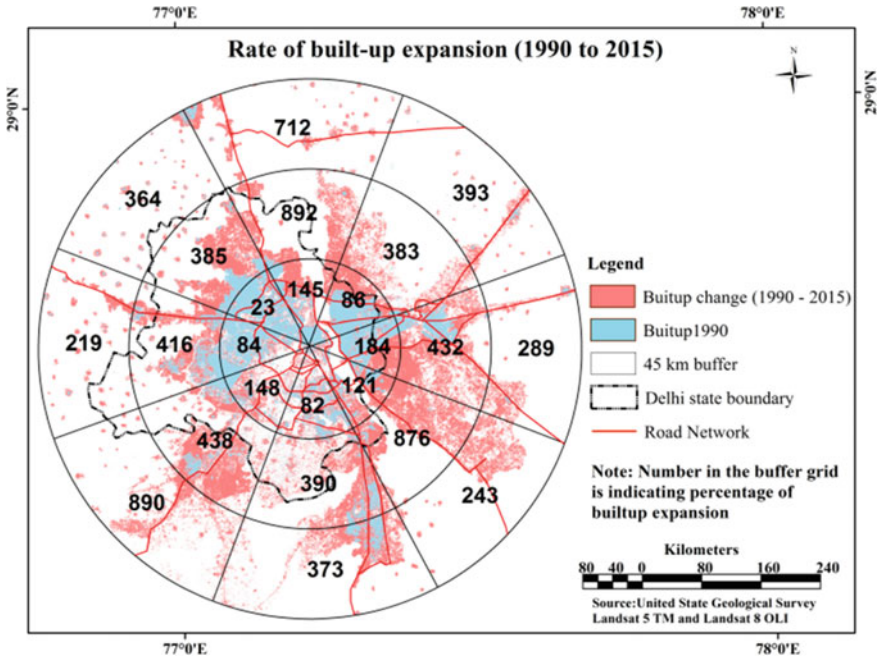 77°0'E
78°0'E
Rate of built-up expansion (1990 to 2015)
N
29°0'N
29°0'N
712
393
364
892
383
385
145
86
23
219
416
84
184
432
289
148
121
82
438
876
390
890
243
373
Legend
Buitup change (1990 - 2015)
Buitup1990
45 km buffer
Delhi state boundary
Road Network
Note: Number in the buffer grid
is indicating percentage of
builtup expansion
Kilometers
80 40 0 80 160 240
Source:United State Geological Survey
Landsat 5 TM and Landsat 8 OLI
77°0'E
78°0'E